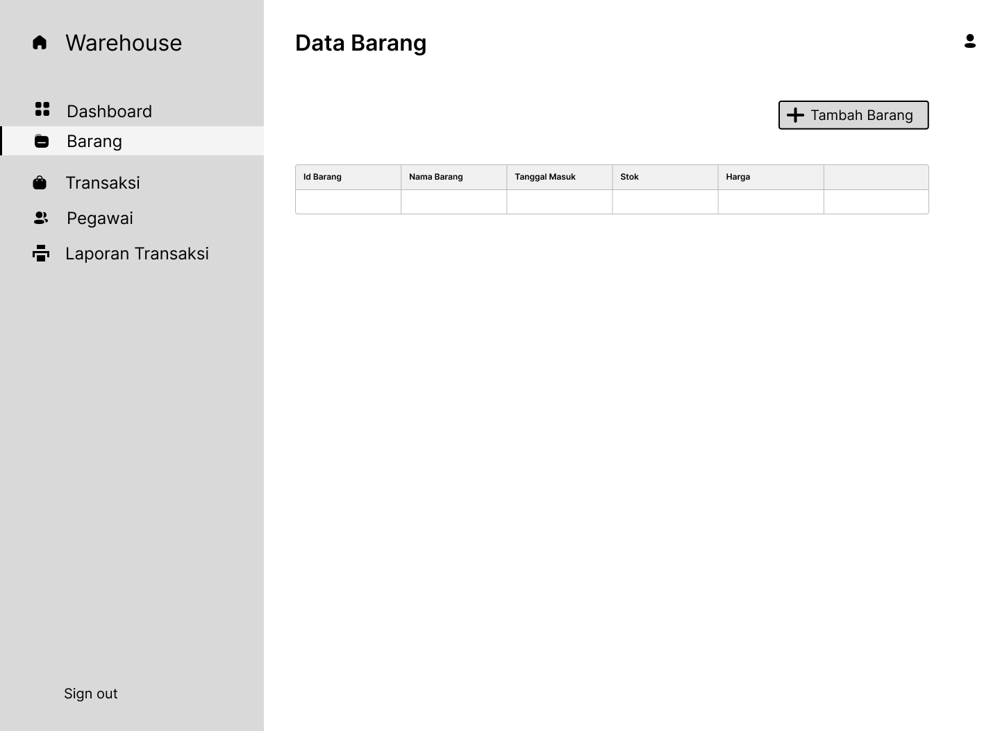 Warehouse
Data Barang
Dashboard
Barang
Transaksi
Pegawai
Laporan Transaksi
Tambah Barang
Id Barang Nama Barang Tanggal Masuk Stok Harga
Sign out